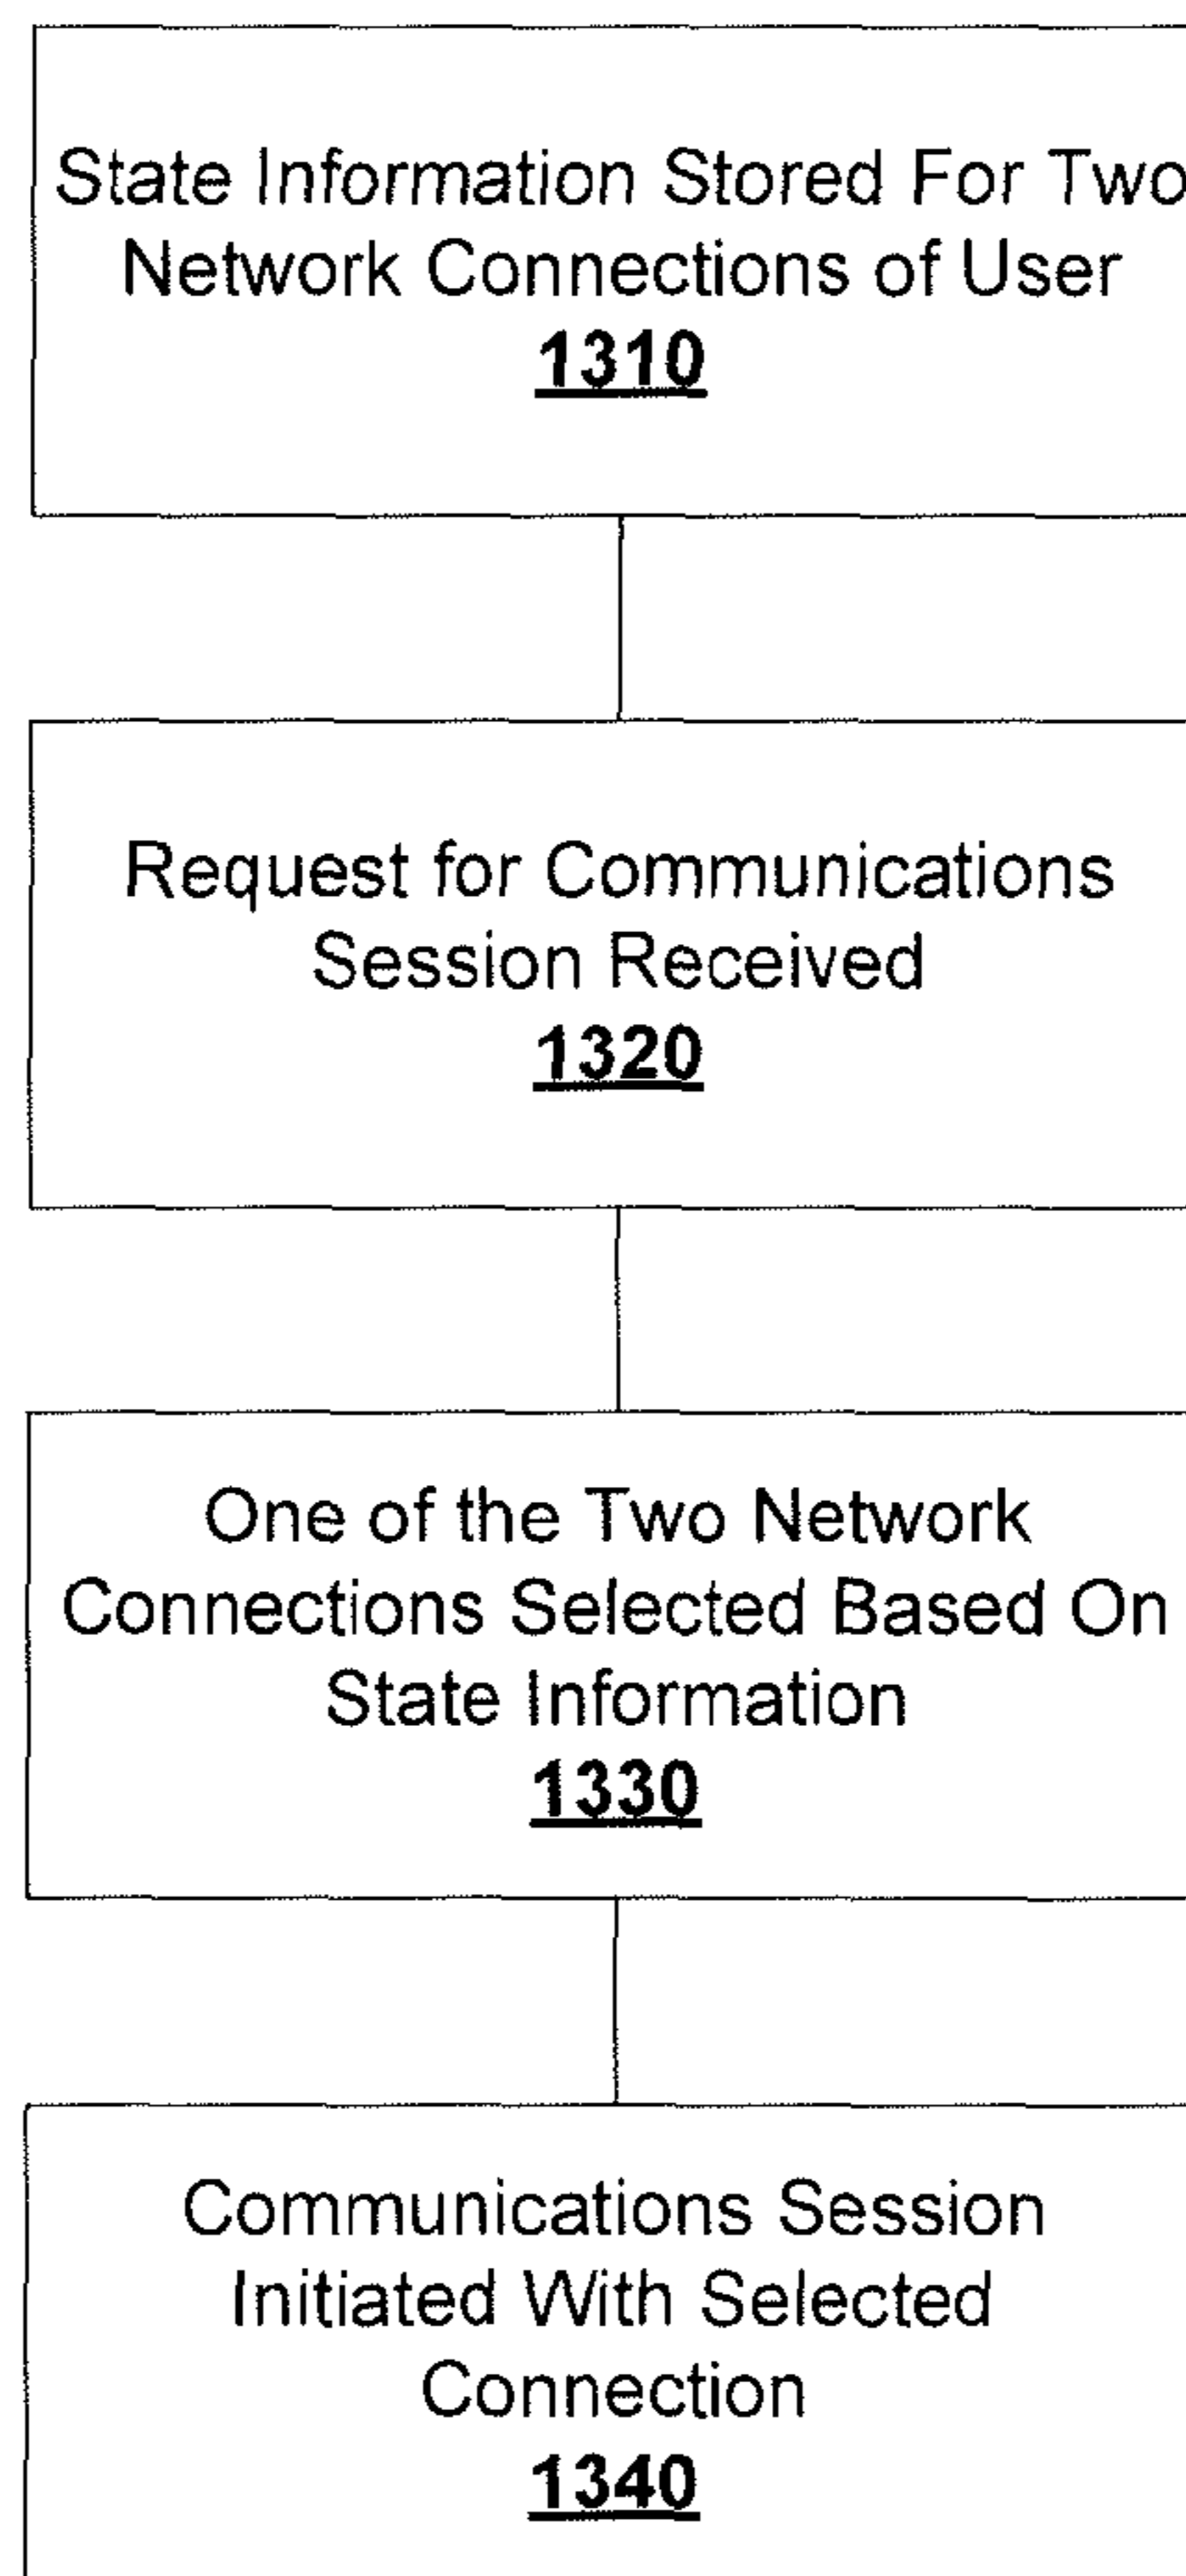 State Information Stored For Two
Network Connections of User
1310
Request for Communications
Session Received
1320
One of the Two Network
Connections Selected Based On
State Information
1330
Communications Session
Initiated With Selected
Connection
1340